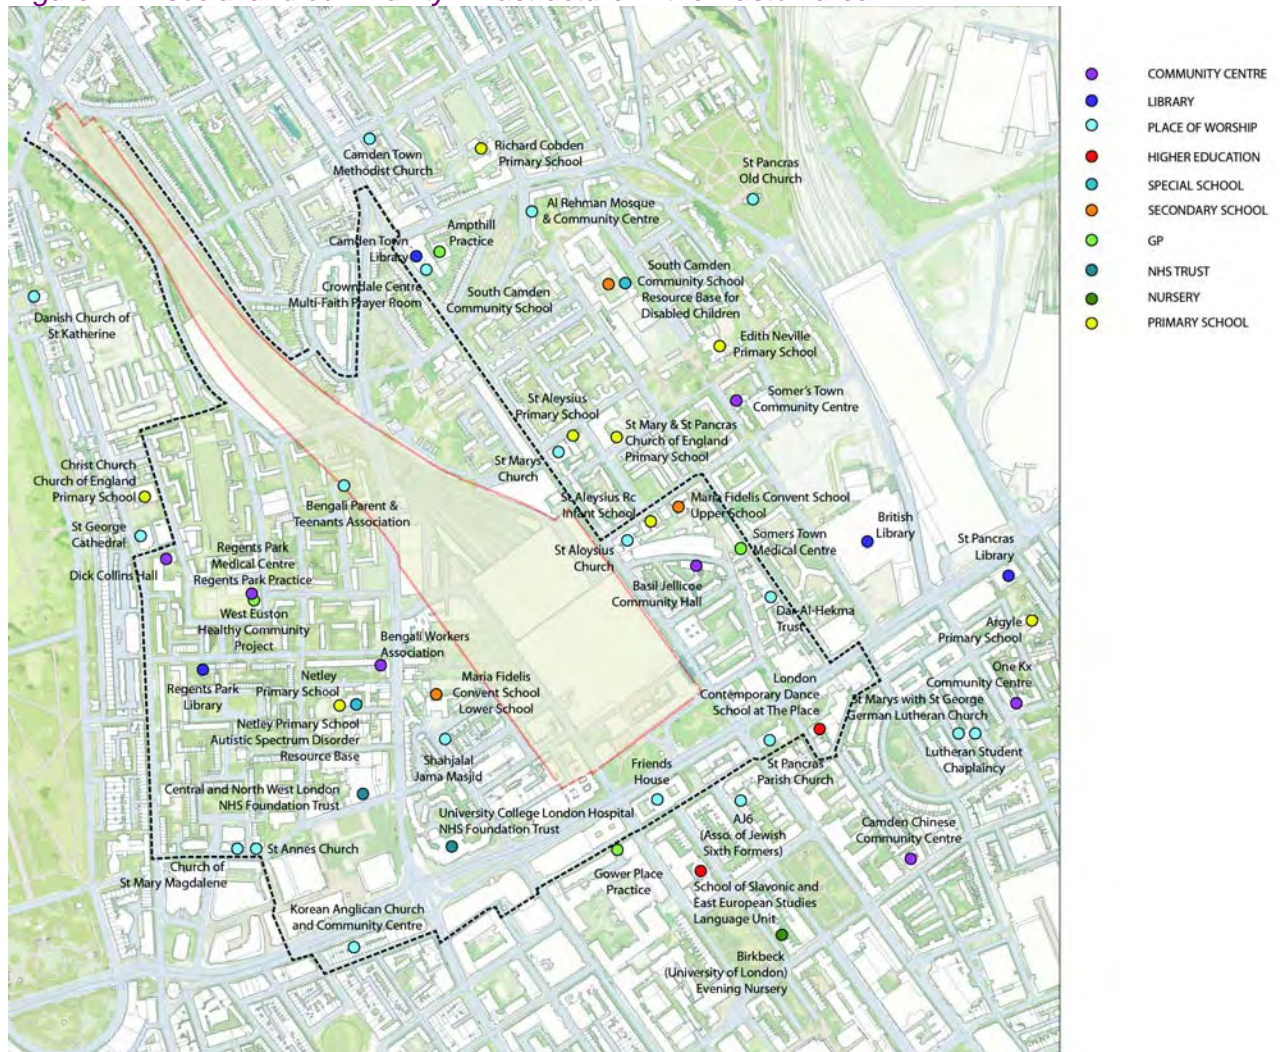 COMMUNITY CENTRE
LIBRARY
PLACE OF WORSHIP
HIGHER EDUCATION
SPECIAL SCHOOL
SECONDARY SCHOOL
GP
NHS TRUST
NURSERY
PRIMARY SCHOOL
Camden Town
Methodist Church
Richard Cobden
Primary School
St Pancras
Old Church
Al Rehman Mosque
& Community Centre
Ampthill
Practice
Camden Town
Library
Crowndale Centre
Multi-Faith Prayer Room
South Camden
Community School
South Camden
Community School
Resource Base for
Disabled Children
Danish Church of
St Katherine
Edith Neville
Primary School
Somer's Town
Community Centre
St Aleysius
Primary School
St Mary & St Pancras
Church of England
Primary School
St Marys
Church
Christ Church
Church of England
Primary School
Bengali Parent &
Teenants Association
St Aleysius Rc
Infant School
Maria Fidelis Convent School
Upper School
St George
Cathedral
British
Library
St Pancras
Library
Somers Town
Medical Centre
St Aloysius
Church
Regents Park
Medical Centre
Regents Park Practice
Dick Collins Hall
Basil Jellicoe
Community Hall
Dar Al-Hekma
Trust
West Euston
Healthy Community
Project
Argyle
Primary School
Bengali Workers
Association
One Kx
Community Centre
Regents Park
Library
Netley
Primary School
Maria Fidelis
Convent School
Lower School
London
Contemporary Dance
School at The Place
St Marys with St George
German Lutheran Church
Netley Primary School
Autistic Spectrum Disorder
Resource Base
Shahjalal
Jama Masjid
Lutheran Student
Chaplaincy
Friends
House
St Pancras
Parish Church
Central and North West London
NHS Foundation Trust
University College London Hospital
NHS Foundation Trust
AJ6
(Asso. of Jewish
Sixth Formers)
Camden Chinese
Community Centre
St Annes Church
Church of
St Mary Magdalene
Gower Place
Practice
School of Slavonic and
East European Studies
Language Unit
Korean Anglican Church
and Community Centre
Birkbeck
(University of London)
Evening Nursery